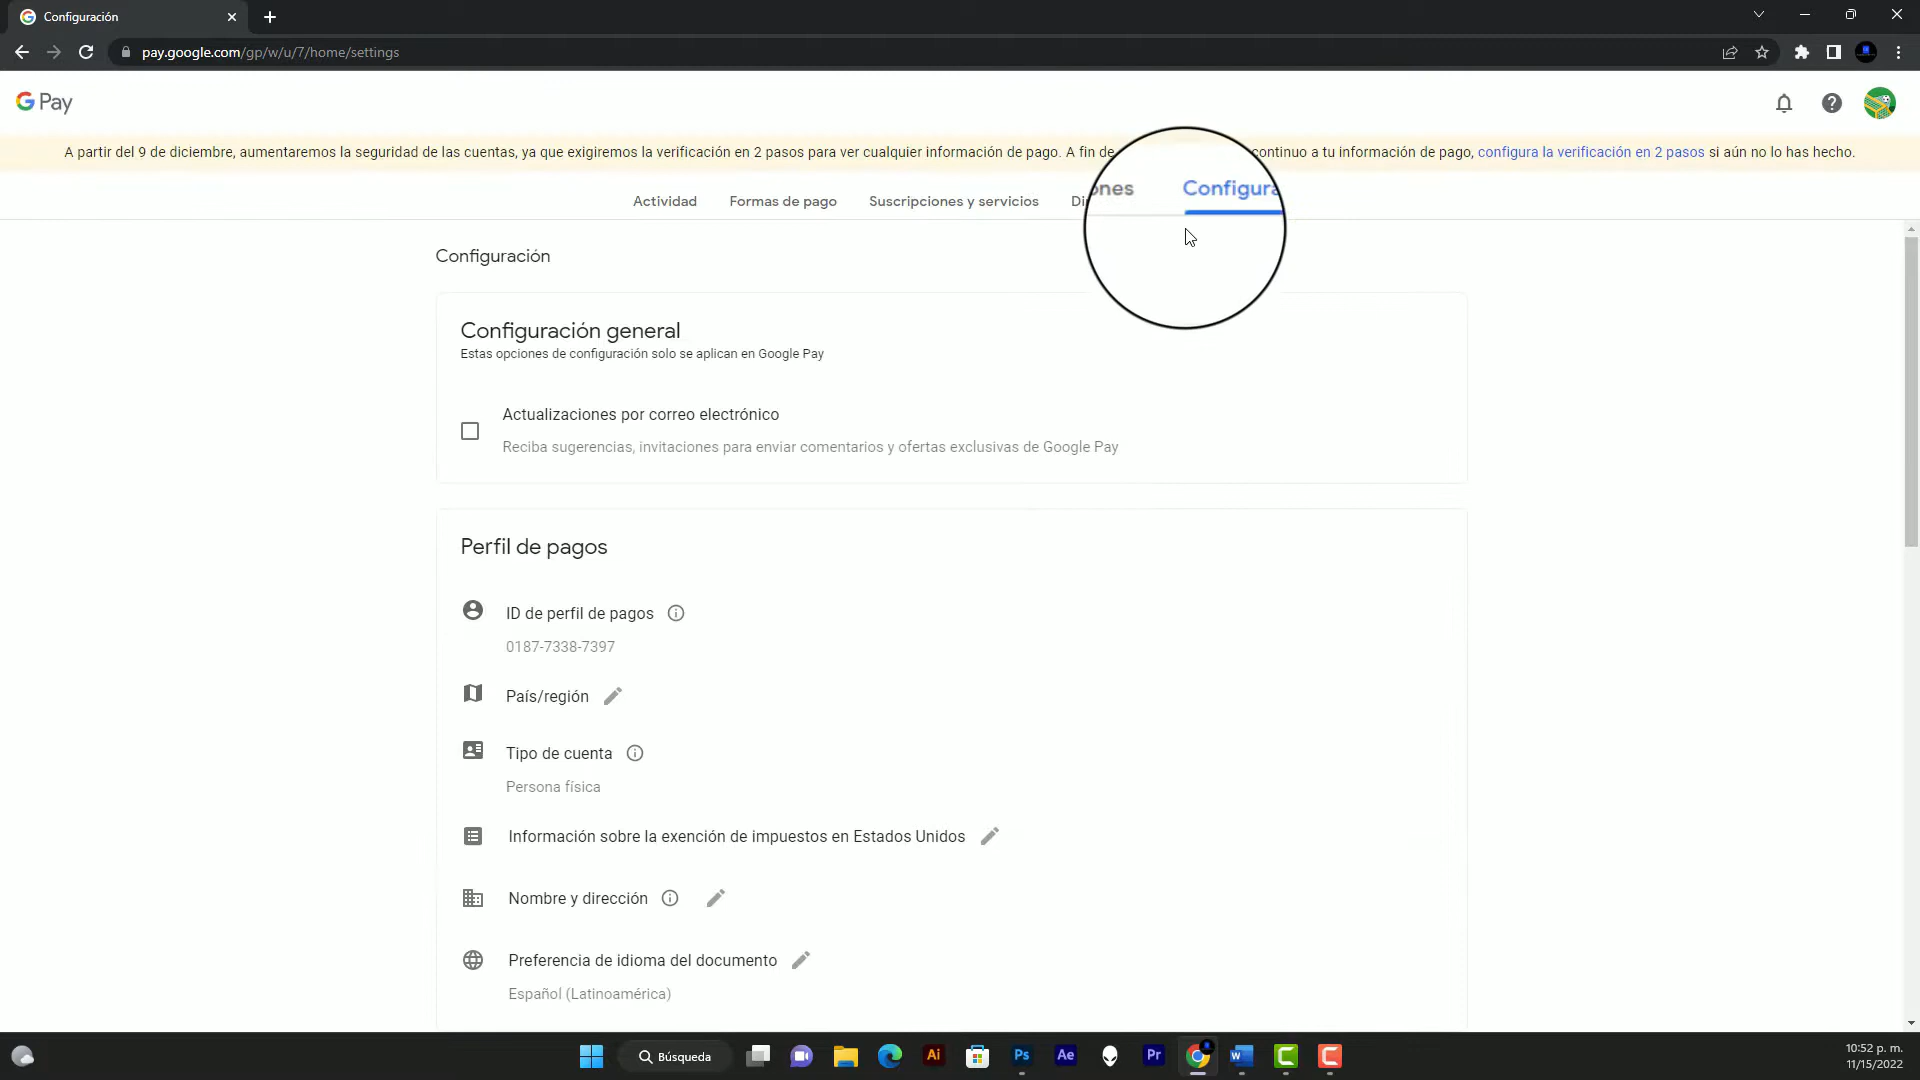 Configuración
pay.google.com/gp/w/u/7/home/settings
G Pay
A partir del 9 de diciembre, aumentaremos la seguridad de las cuentas, ya que exigiremos la verificación en 2 pasos para ver cualquier información de pago. A fin de continuo a tu información de pago, configura la verificación en 2 pasos si aún no lo has hecho.
Actividad Formas de pago Suscripciones y servicios
Configuración
Configuración general
Estas opciones de configuración solo se aplican en Google Pay
Actualizaciones por correo electrónico
Reciba sugerencias, invitaciones para enviar comentarios y ofertas exclusivas de Google Pay
Perfil de pagos
ID de perfil de pagos
0187-7338-7397
País/región
Tipo de cuenta
Persona física
Información sobre la exención de impuestos en Estados Unidos
Nombre y dirección
Preferencia de idioma del documento
Español (Latinoamérica)
Búsqueda
Ai
Ps
Ae
Pr
10:52 p. m.
11/15/2022